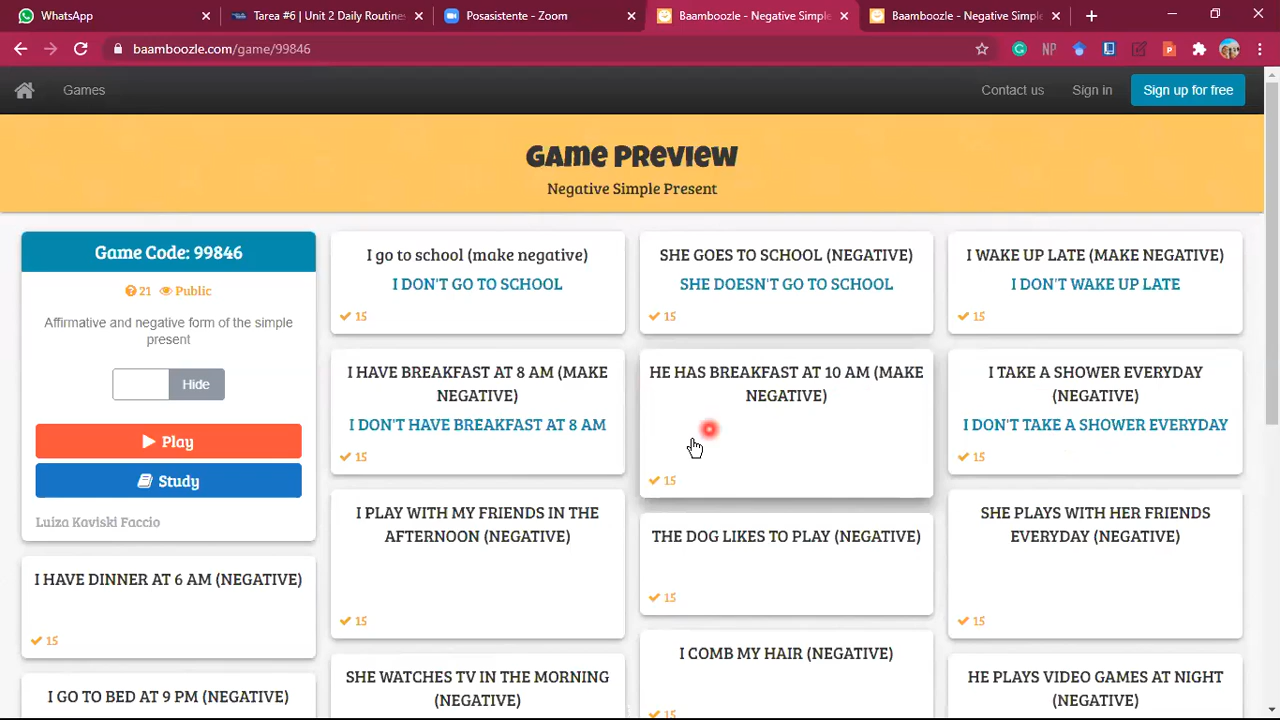 WhatsApp
Tarea #6 | Unit 2 Daily Routines
Posasistente - Zoom
Baamboozle - Negative Simple
Baamboozle - Negative Simple
baamboozle.com/game/99846
NP
Games
Contact us
Sign in
Sign up for free
Game Preview
Negative Simple Present
Game Code: 99846
21 Public
Affirmative and negative form of the simple
present
Hide
Play
Study
Luiza Kaviski Faccio
I go to school (make negative)
I DON'T GO TO SCHOOL
15
SHE GOES TO SCHOOL (NEGATIVE)
SHE DOESN'T GO TO SCHOOL
15
I WAKE UP LATE (MAKE NEGATIVE)
I DON'T WAKE UP LATE
15
I HAVE BREAKFAST AT 8 AM (MAKE
NEGATIVE)
I DON'T HAVE BREAKFAST AT 8 AM
15
HE HAS BREAKFAST AT 10 AM (MAKE
NEGATIVE)
15
I TAKE A SHOWER EVERYDAY
(NEGATIVE)
I DON'T TAKE A SHOWER EVERYDAY
15
I HAVE DINNER AT 6 AM (NEGATIVE)
15
I PLAY WITH MY FRIENDS IN THE
AFTERNOON (NEGATIVE)
15
THE DOG LIKES TO PLAY (NEGATIVE)
15
SHE PLAYS WITH HER FRIENDS
EVERYDAY (NEGATIVE)
15
I GO TO BED AT 9 PM (NEGATIVE)
SHE WATCHES TV IN THE MORNING
(NEGATIVE)
I COMB MY HAIR (NEGATIVE)
15
HE PLAYS VIDEO GAMES AT NIGHT
(NEGATIVE)